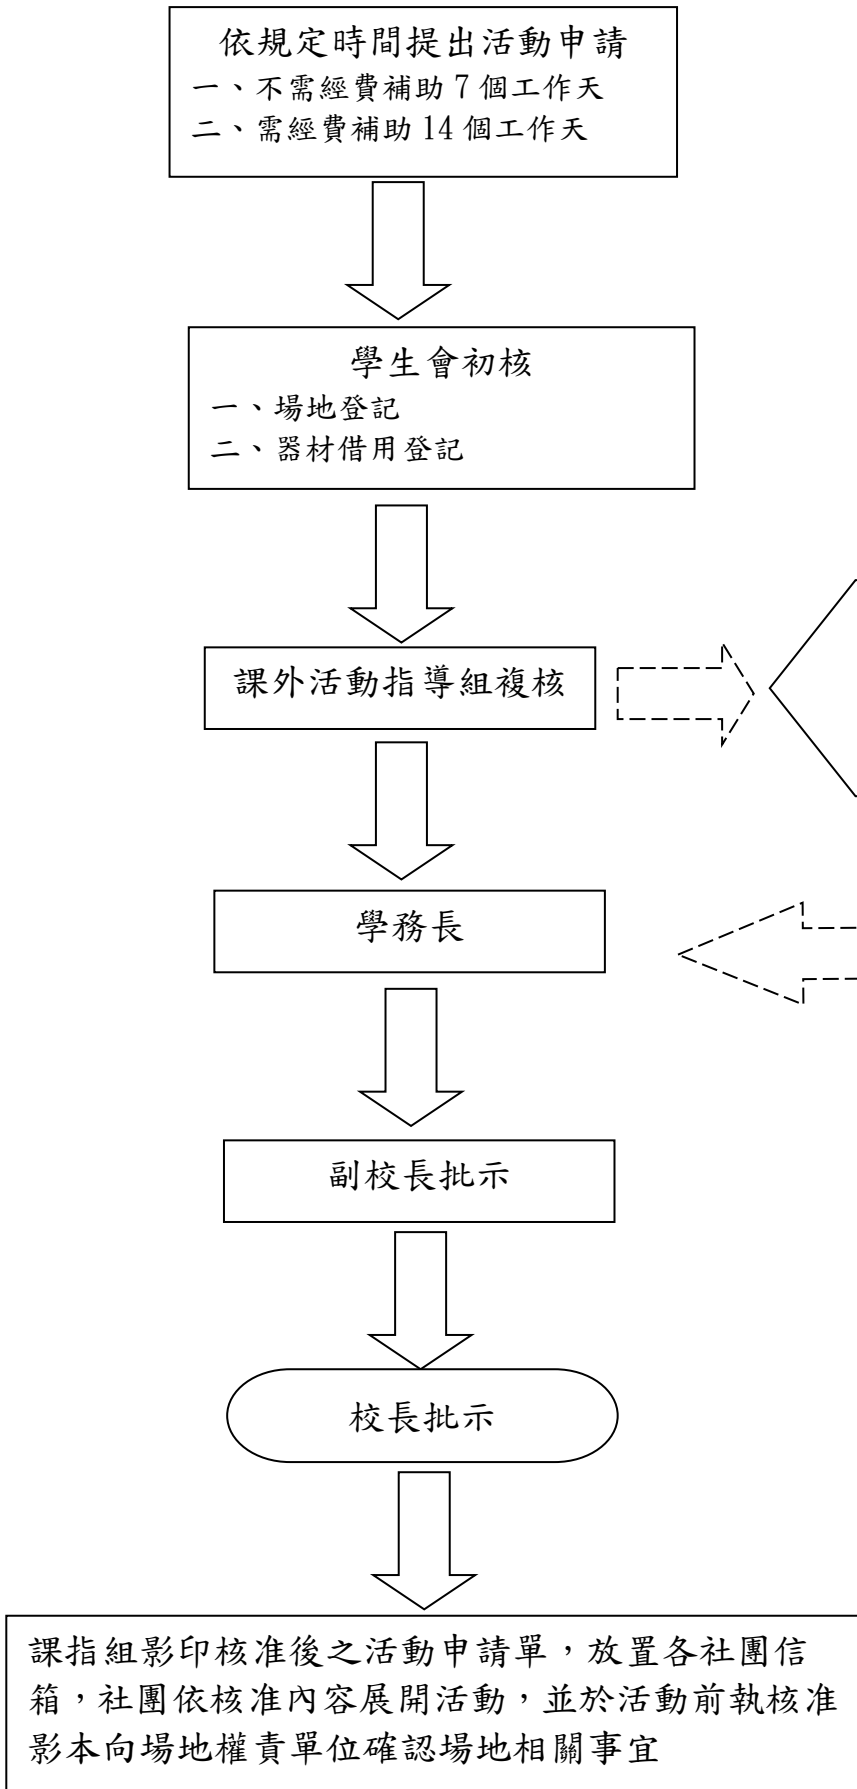 依規定時間提出活動申請
一、不需經費補助 7 個工作天
二、需經費補助 14 個工作天
學生會初核
一、場地登記
二、器材借用登記
課外活動指導組複核
學務長
副校長批示
校長批示
課指組影印核准後之活動申請單，放置各社團信
箱，社團依核准內容展開活動，並於活動前執核准
影本向場地權責單位確認場地相關事宜